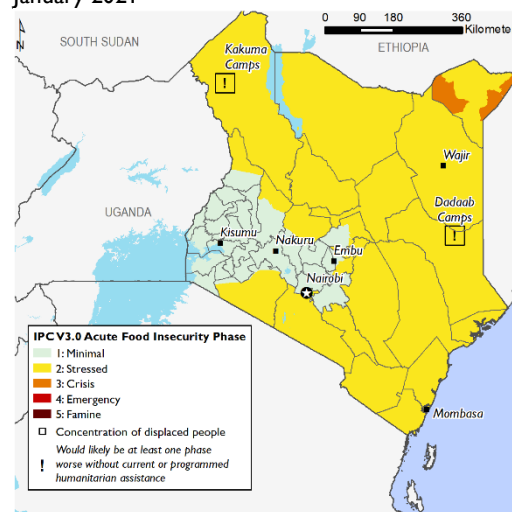 January 2021
0 90 180 360
Kilomete
N
SOUTH SUDAN
ETHIOPIA
Kakuma
Camps
!
Wajir
Dadaab
Camps
!
UGANDA
Kisumu
Nakuru
Embu
Nairobi
IPC V3.0 Acute Food Insecurity Phase
1: Minimal
2: Stressed
3: Crisis
4: Emergency
5: Famine
Concentration of displaced people
! Would likely be at least one phase
worse without current or programmed
humanitarian assistance
Mombasa